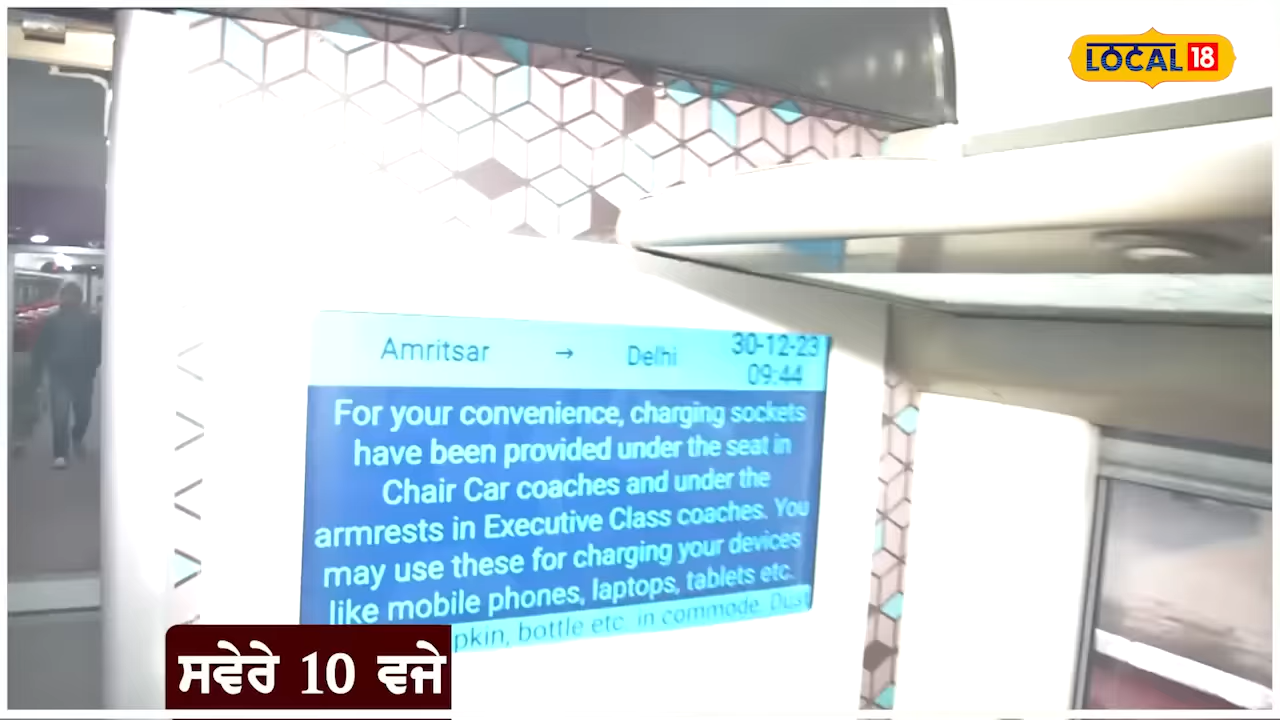 LOCAL 18
Amritsar → Delhi 30-12-23
09:44
For your convenience, charging sockets
have been provided under the seat in
Chair Car coaches and under the
armrests in Executive Class coaches. You
may use these for charging your devices
like mobile phones, laptops, tablets etc.
pkin, bottle etc. in commode. Dust
ਸਵੇਰੇ 10 ਵਜੇ